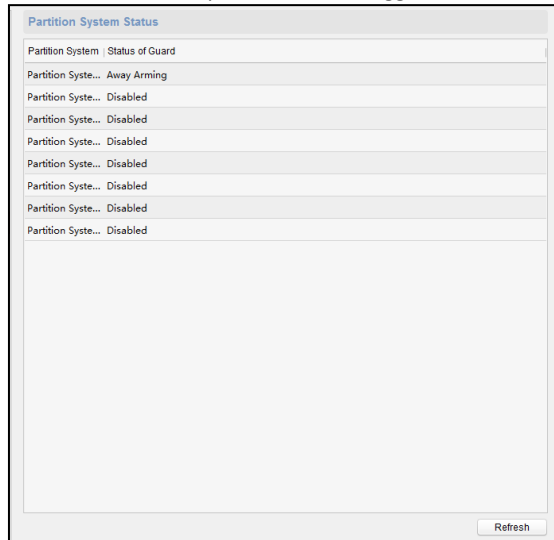 Partition System Status
Partition System Status of Guard
Partition Syste... Away Arming
Partition Syste... Disabled
Partition Syste... Disabled
Partition Syste... Disabled
Partition Syste... Disabled
Partition Syste... Disabled
Partition Syste... Disabled
Partition Syste... Disabled
Refresh